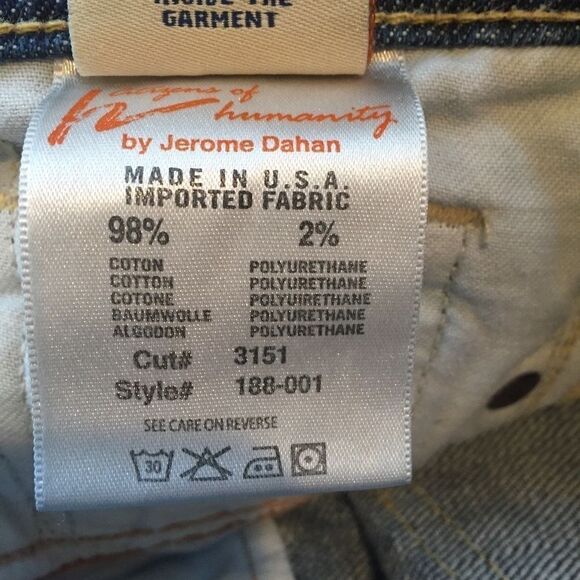 INSIDE THE
GARMENT
citizens of
humanity
by Jerome Dahan
MADE IN U.S.A.
IMPORTED FABRIC
98% 2%
COTON POLYURETHANE
COTTON POLYURETHANE
COTONE POLYUIRETHANE
BAUMWOLLE POLYURETHANE
ALGODON POLYURETHANE
Cut# 3151
Style# 188-001
SEE CARE ON REVERSE
30